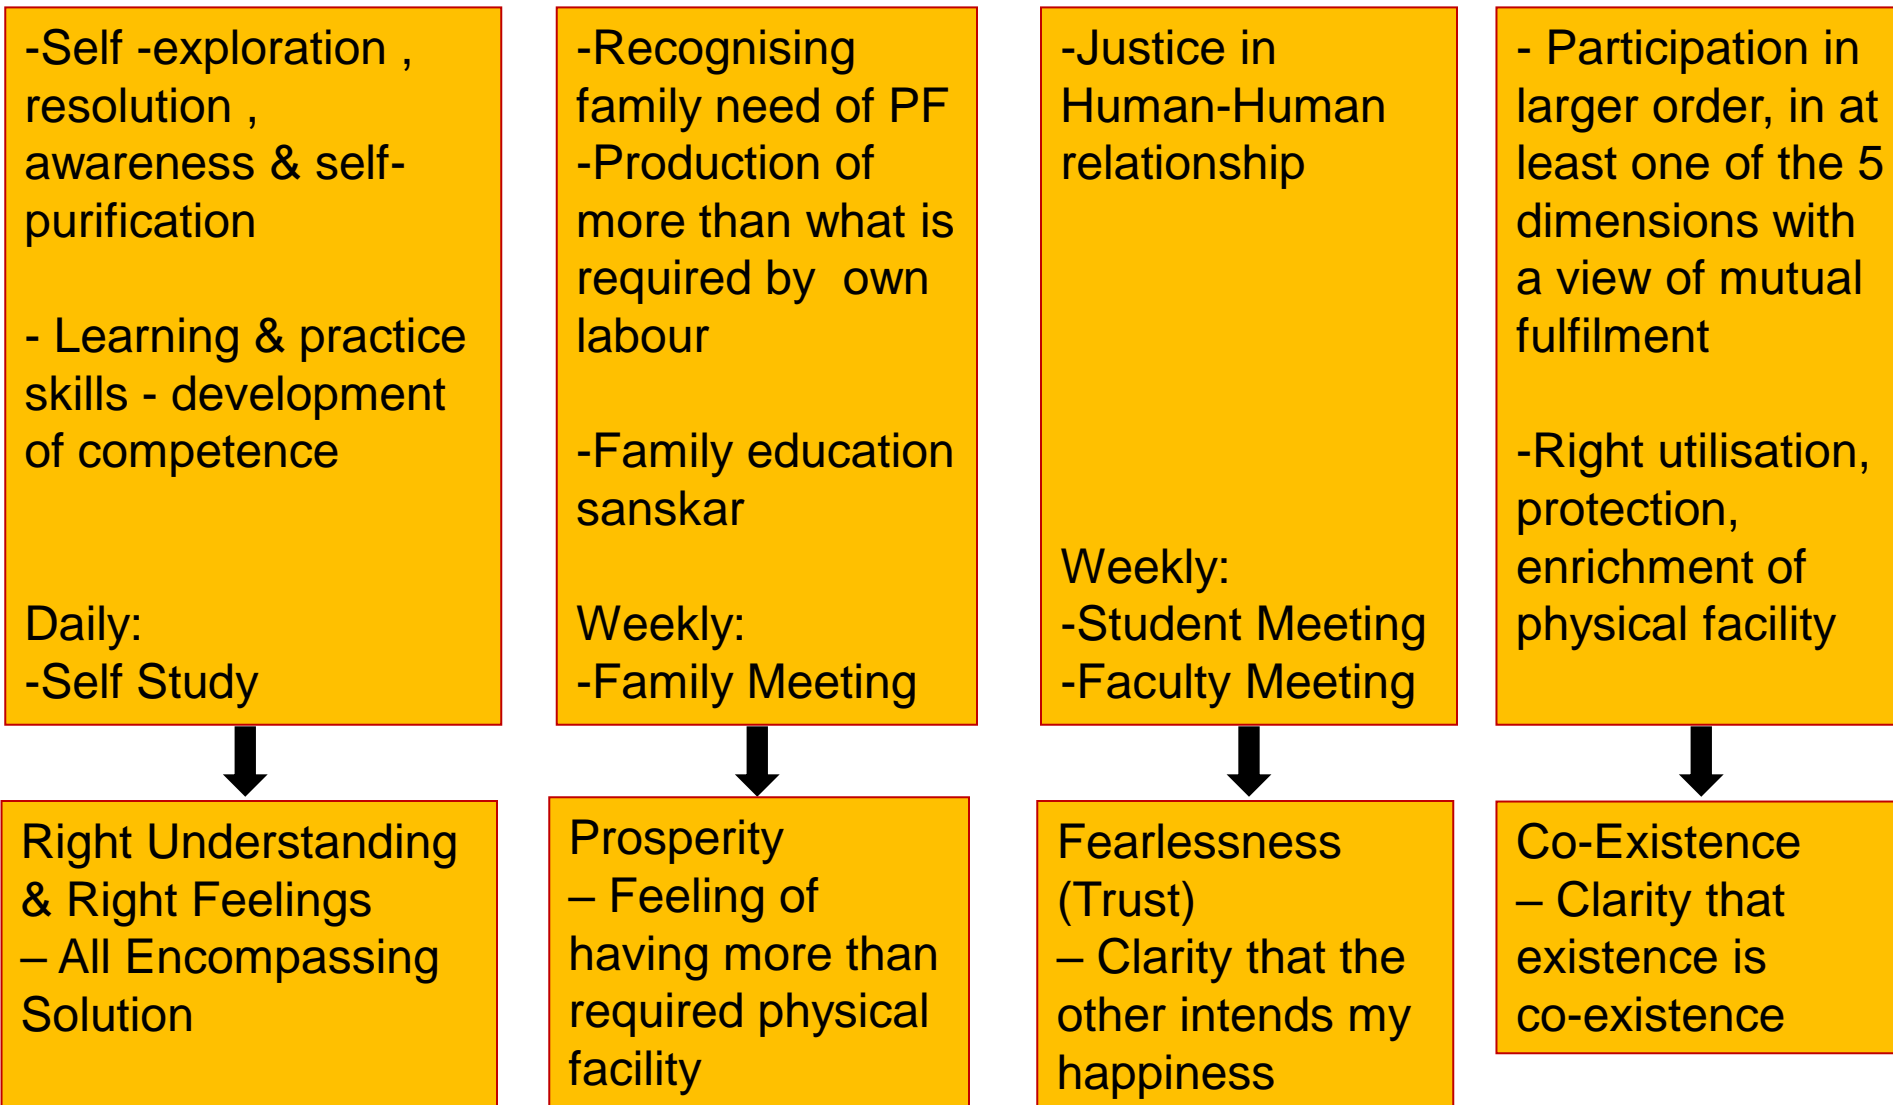 -Self -exploration ,
resolution ,
awareness & self-
purification
- Learning & practice
skills - development
of competence
Daily:
-Self Study
-Recognising
family need of PF
-Production of
more than what is
required by own
labour
-Family education
sanskar
Weekly:
-Family Meeting
-Justice in
Human-Human
relationship
Weekly:
-Student Meeting
-Faculty Meeting
- Participation in
larger order, in at
least one of the 5
dimensions with
a view of mutual
fulfilment
-Right utilisation,
protection,
enrichment of
physical facility
Right Understanding
& Right Feelings
– All Encompassing
Solution
Prosperity
– Feeling of
having more than
required physical
facility
Fearlessness
(Trust)
– Clarity that the
other intends my
happiness
Co-Existence
– Clarity that
existence is
co-existence